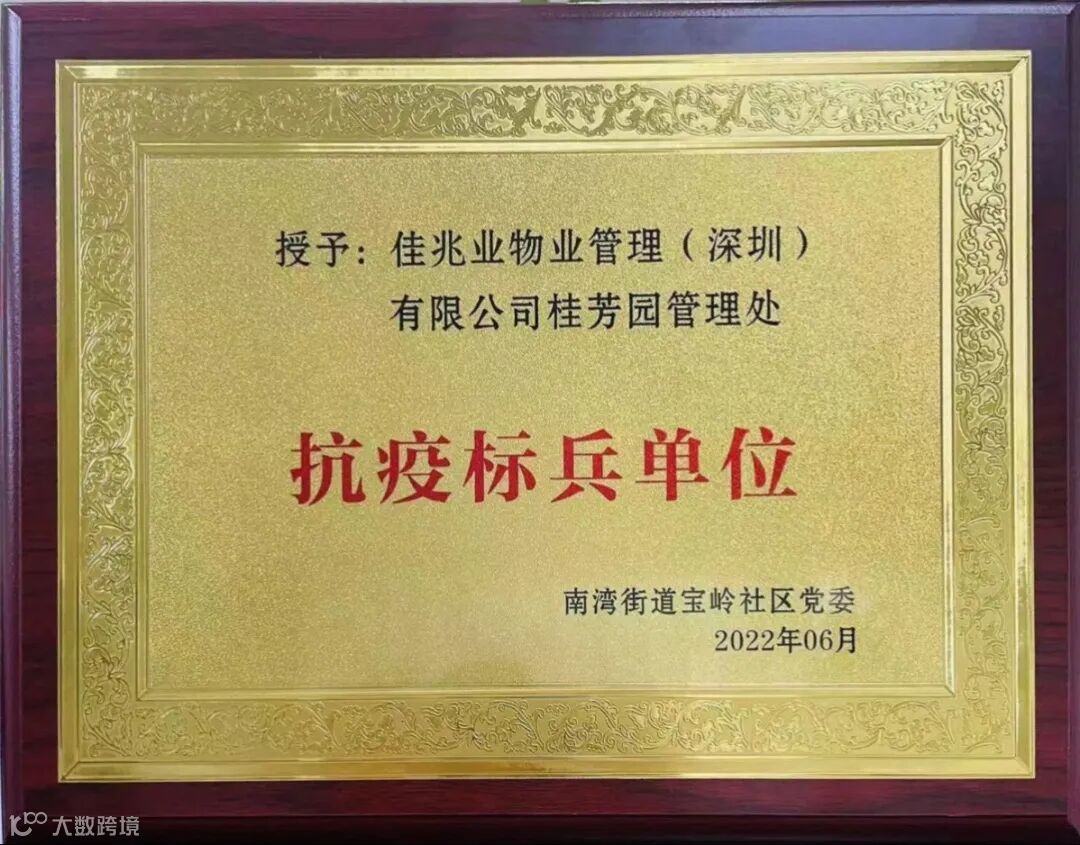 授予：佳兆业物业管理（深圳）
有限公司桂芳园管理处
抗疫标兵单位
南湾街道宝岭社区党委
2022年06月
大数跨境